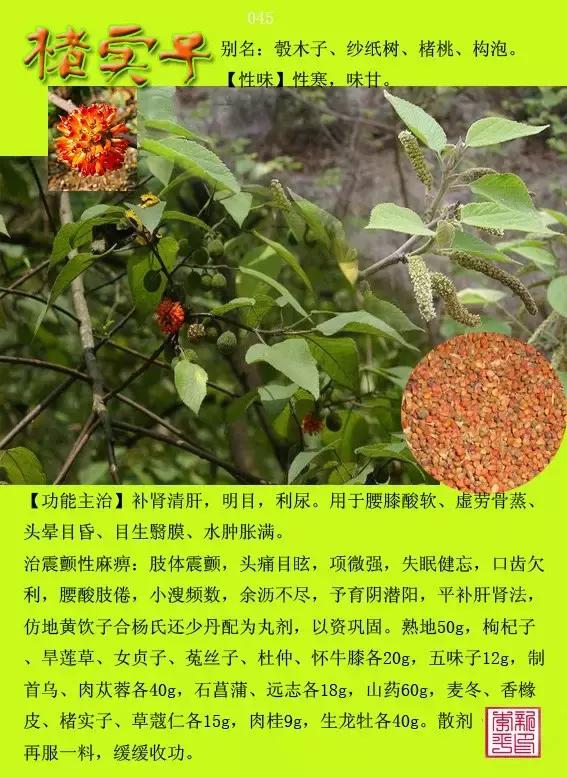 045
楮实子
别名：毂木子、纱纸树、楮桃、构泡。
【性味】性寒，味甘。
【功能主治】补肾清肝，明目，利尿。用于腰膝酸软、虚劳骨蒸、
头晕目昏、目生翳膜、水肿胀满。
治震颤性麻痹：肢体震颤，头痛目眩，项微强，失眠健忘，口齿欠
利，腰酸肢倦，小溲频数，余沥不尽，予育阴潜阳，平补肝肾法，
仿地黄饮子合杨氏还少丹配为丸剂，以资巩固。熟地50g，枸杞子
、旱莲草、女贞子、菟丝子、杜仲、怀牛膝各20g，五味子12g，制
首乌、肉苁蓉各40g，石菖蒲、远志各18g，山药60g，麦冬、香橼
皮、楮实子、草蔻仁各15g，肉桂9g，生龙牡各40g。散剂
再服一料，缓缓收功。